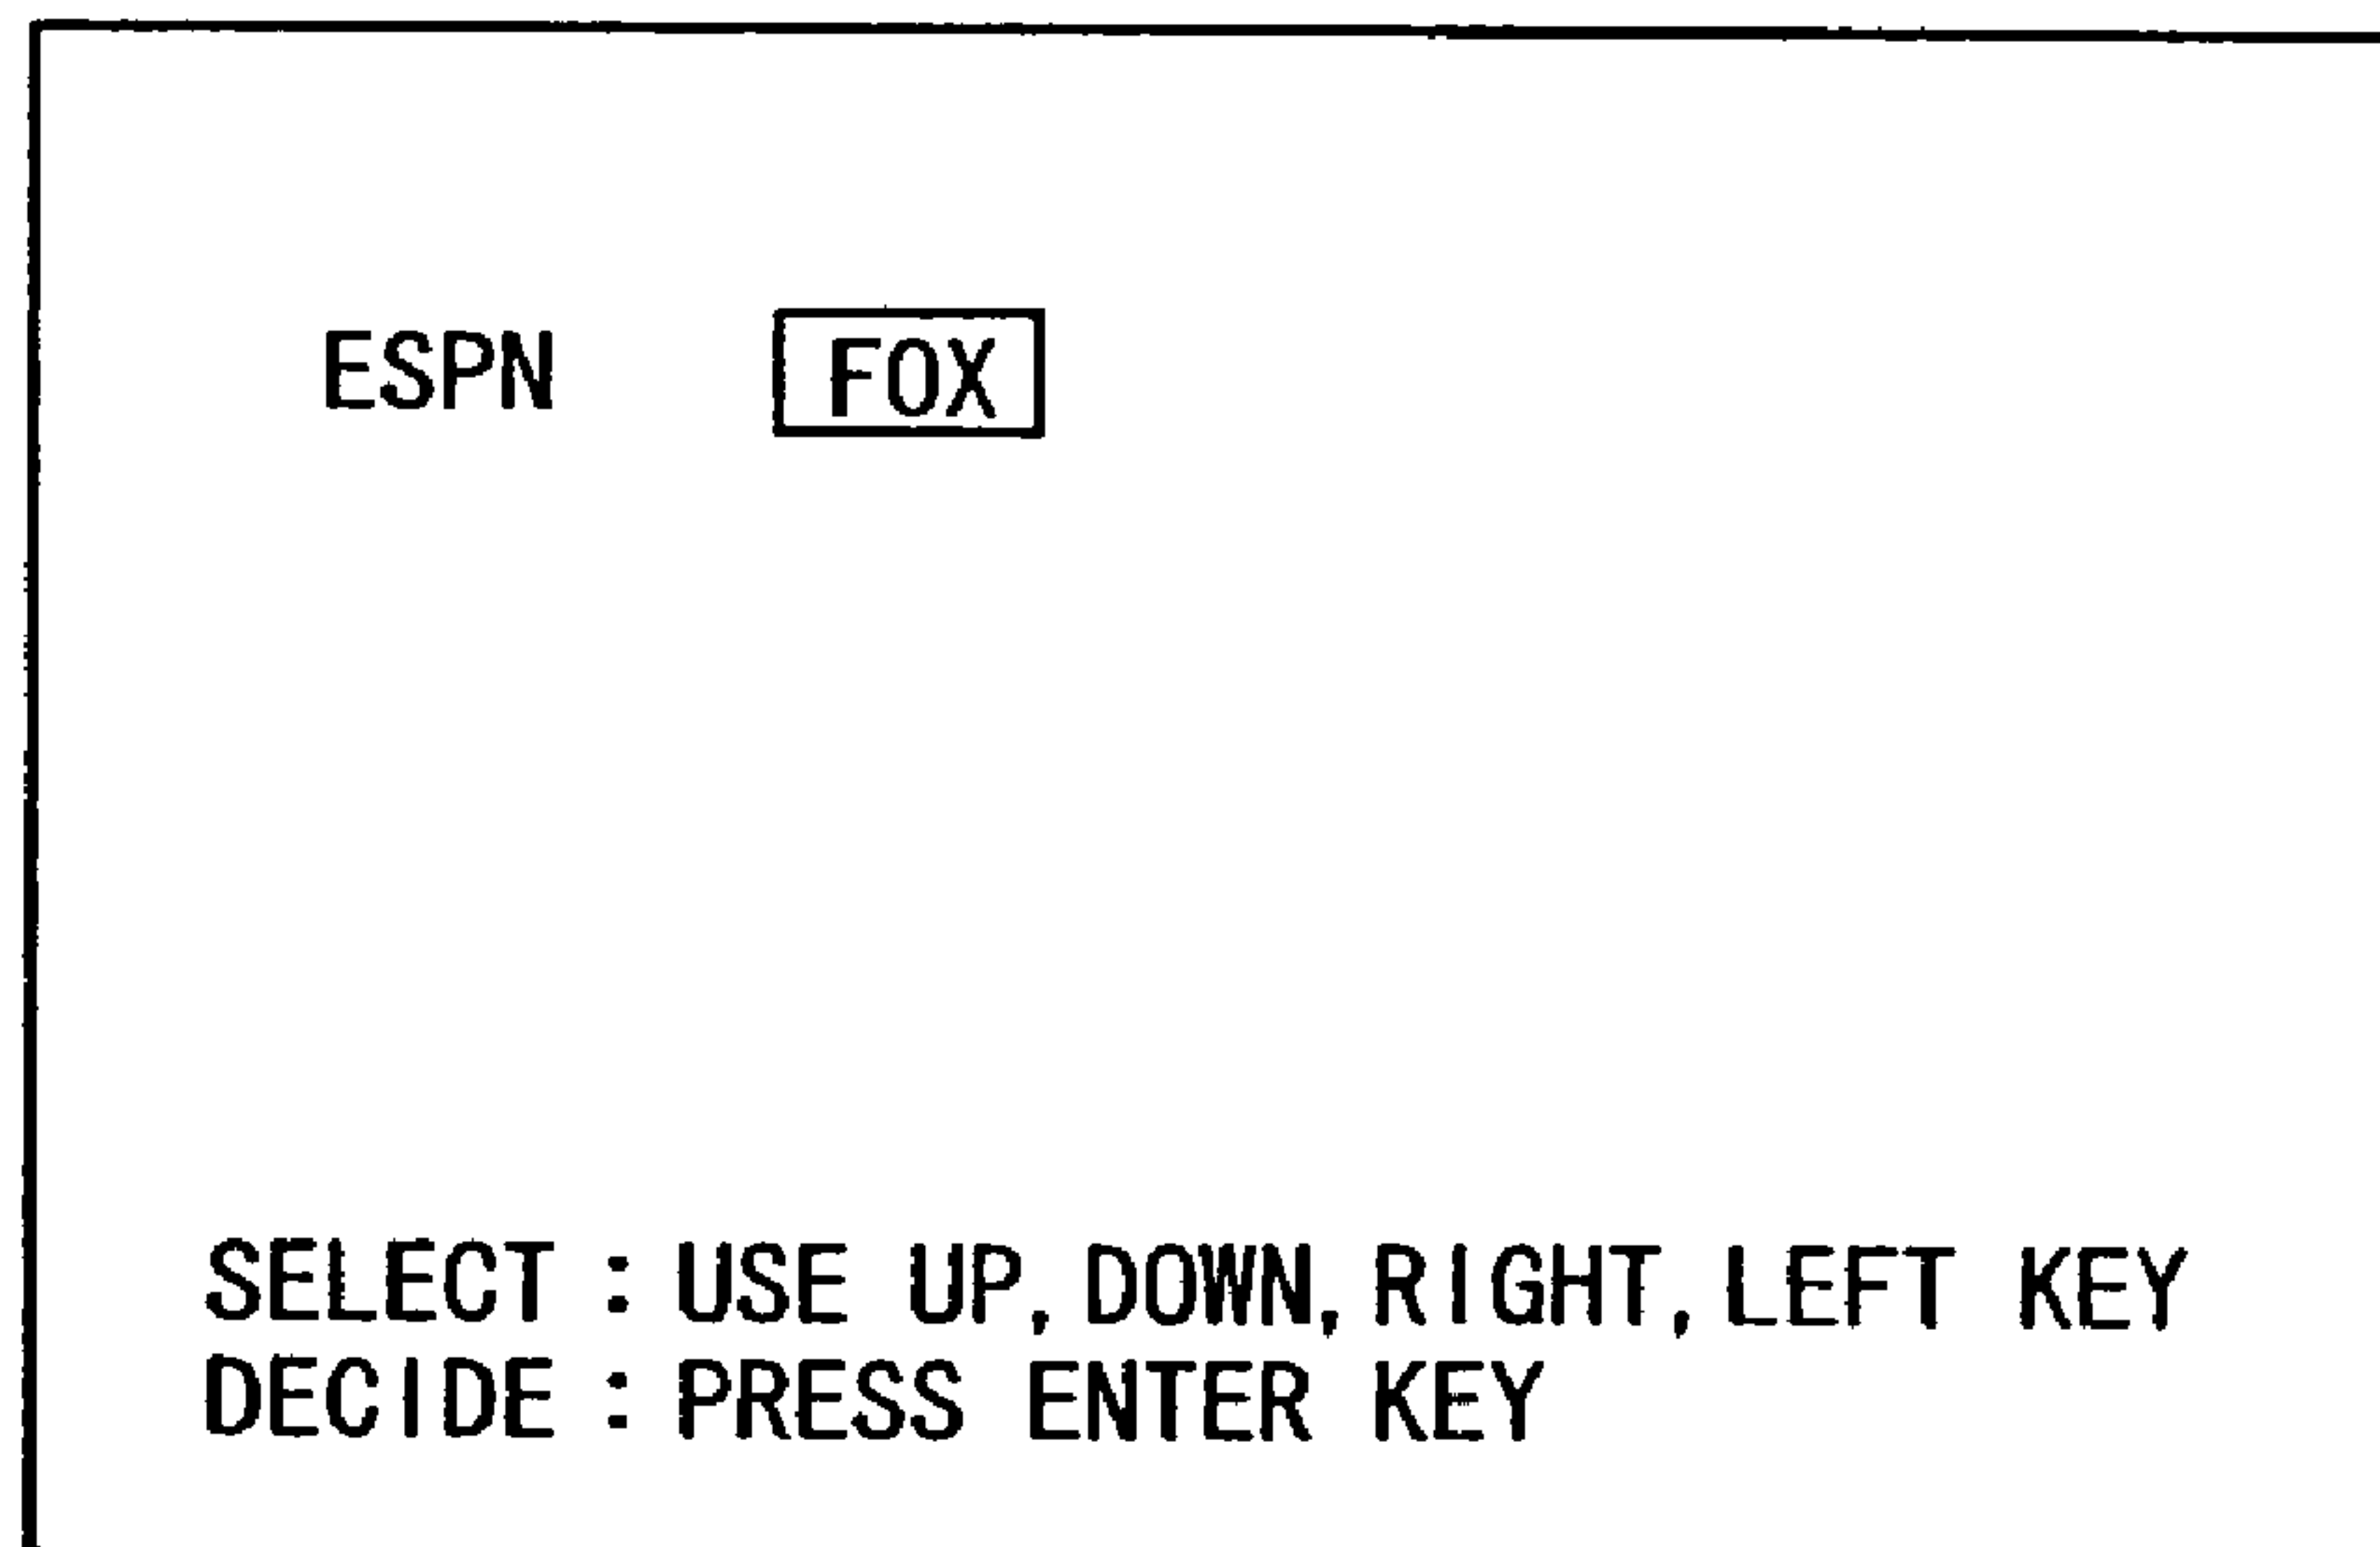 ESPN FOX
SELECT : USE UP, DOWN, RIGHT, LEFT KEY
DECIDE : PRESS ENTER KEY